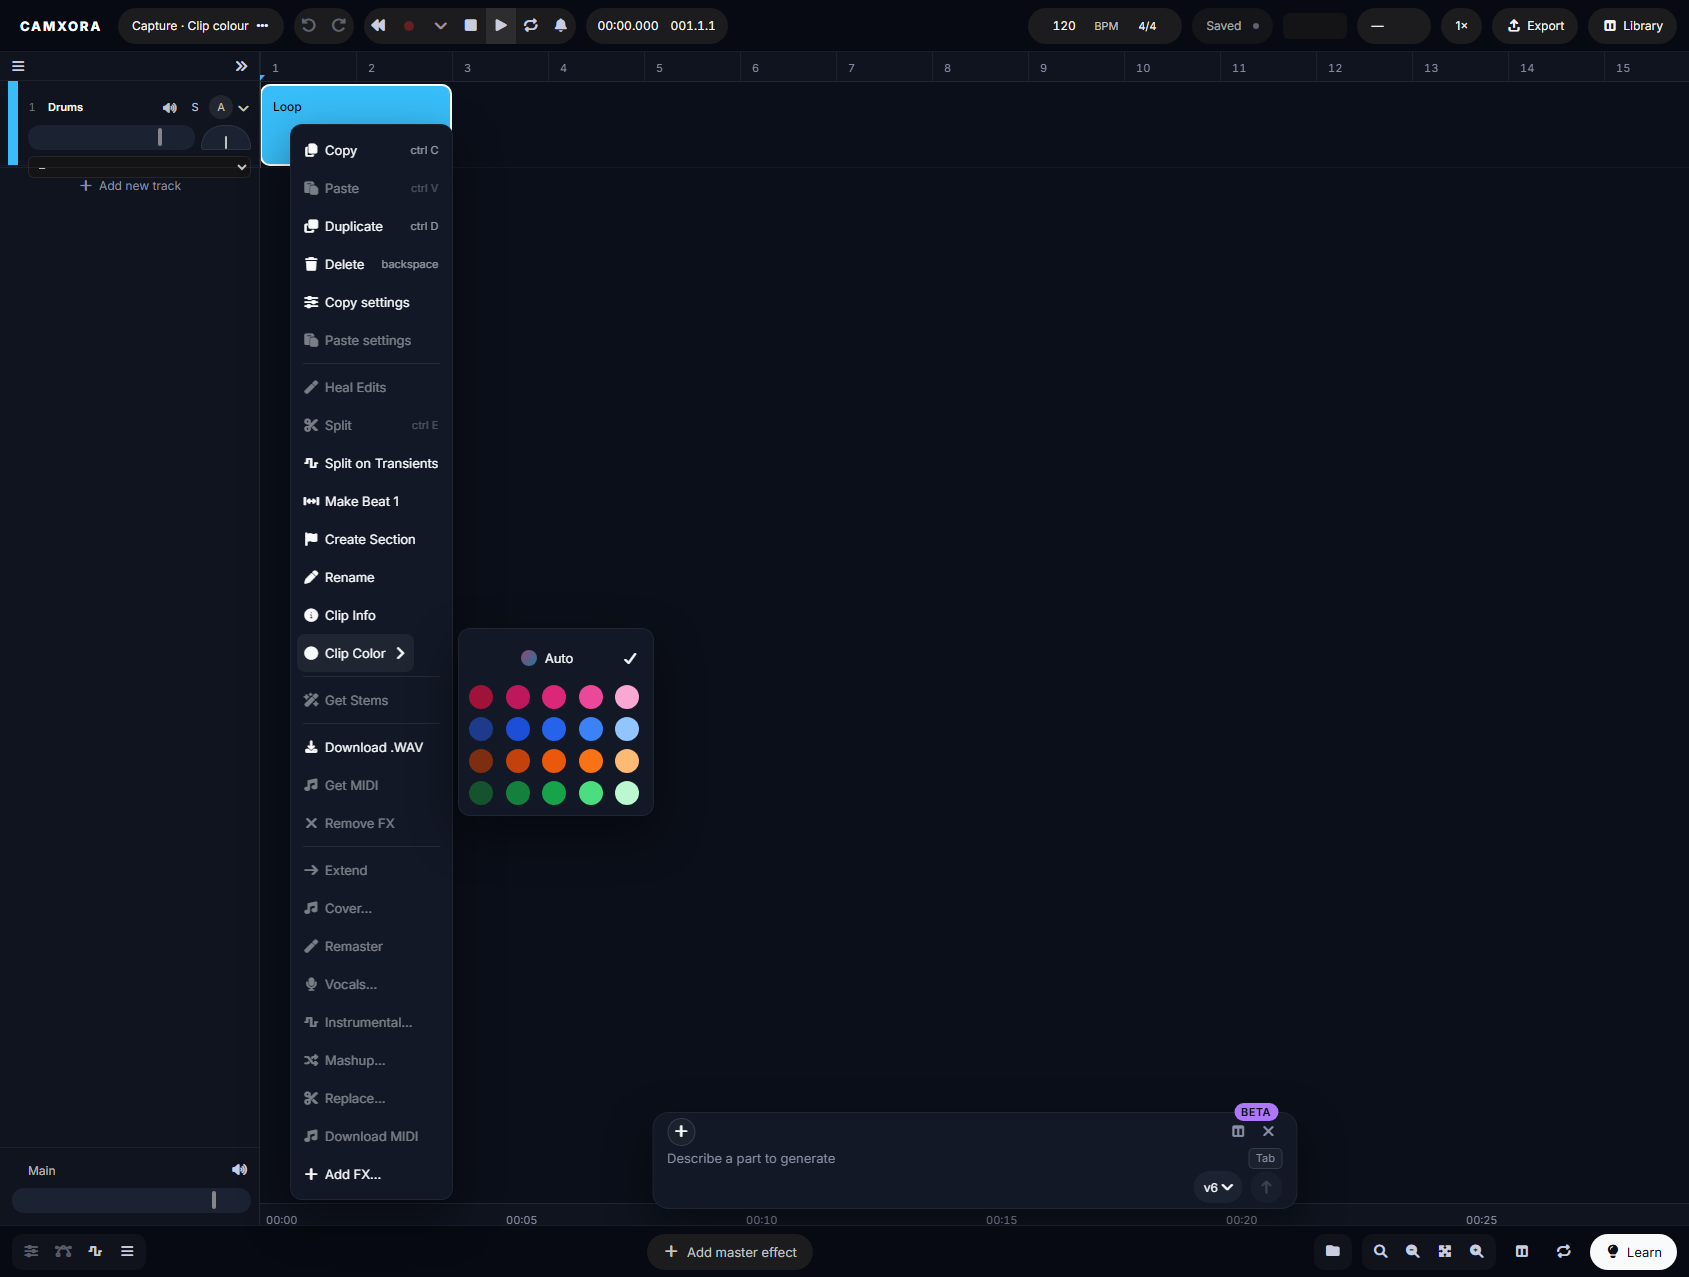 CAMXORA
Capture · Clip colour
00:00.000 001.1.1
120 BPM 4/4
Saved
1×
Export
Library
1 2 3 4 5 6 7 8 9 10 11 12 13 14 15
1 Drums
S
A
–
Add new track
Loop
Copy ctrl C
Paste ctrl V
Duplicate ctrl D
Delete backspace
Copy settings
Paste settings
Heal Edits
Split ctrl E
Split on Transients
Make Beat 1
Create Section
Rename
Clip Info
Clip Color
Auto
Get Stems
Download .WAV
Get MIDI
Remove FX
Extend
Cover...
Remaster
Vocals...
Instrumental...
Mashup...
Replace...
Download MIDI
Add FX...
BETA
Describe a part to generate
Tab
v6
Main
00:00 00:05 00:10 00:15 00:20 00:25
Add master effect
Learn